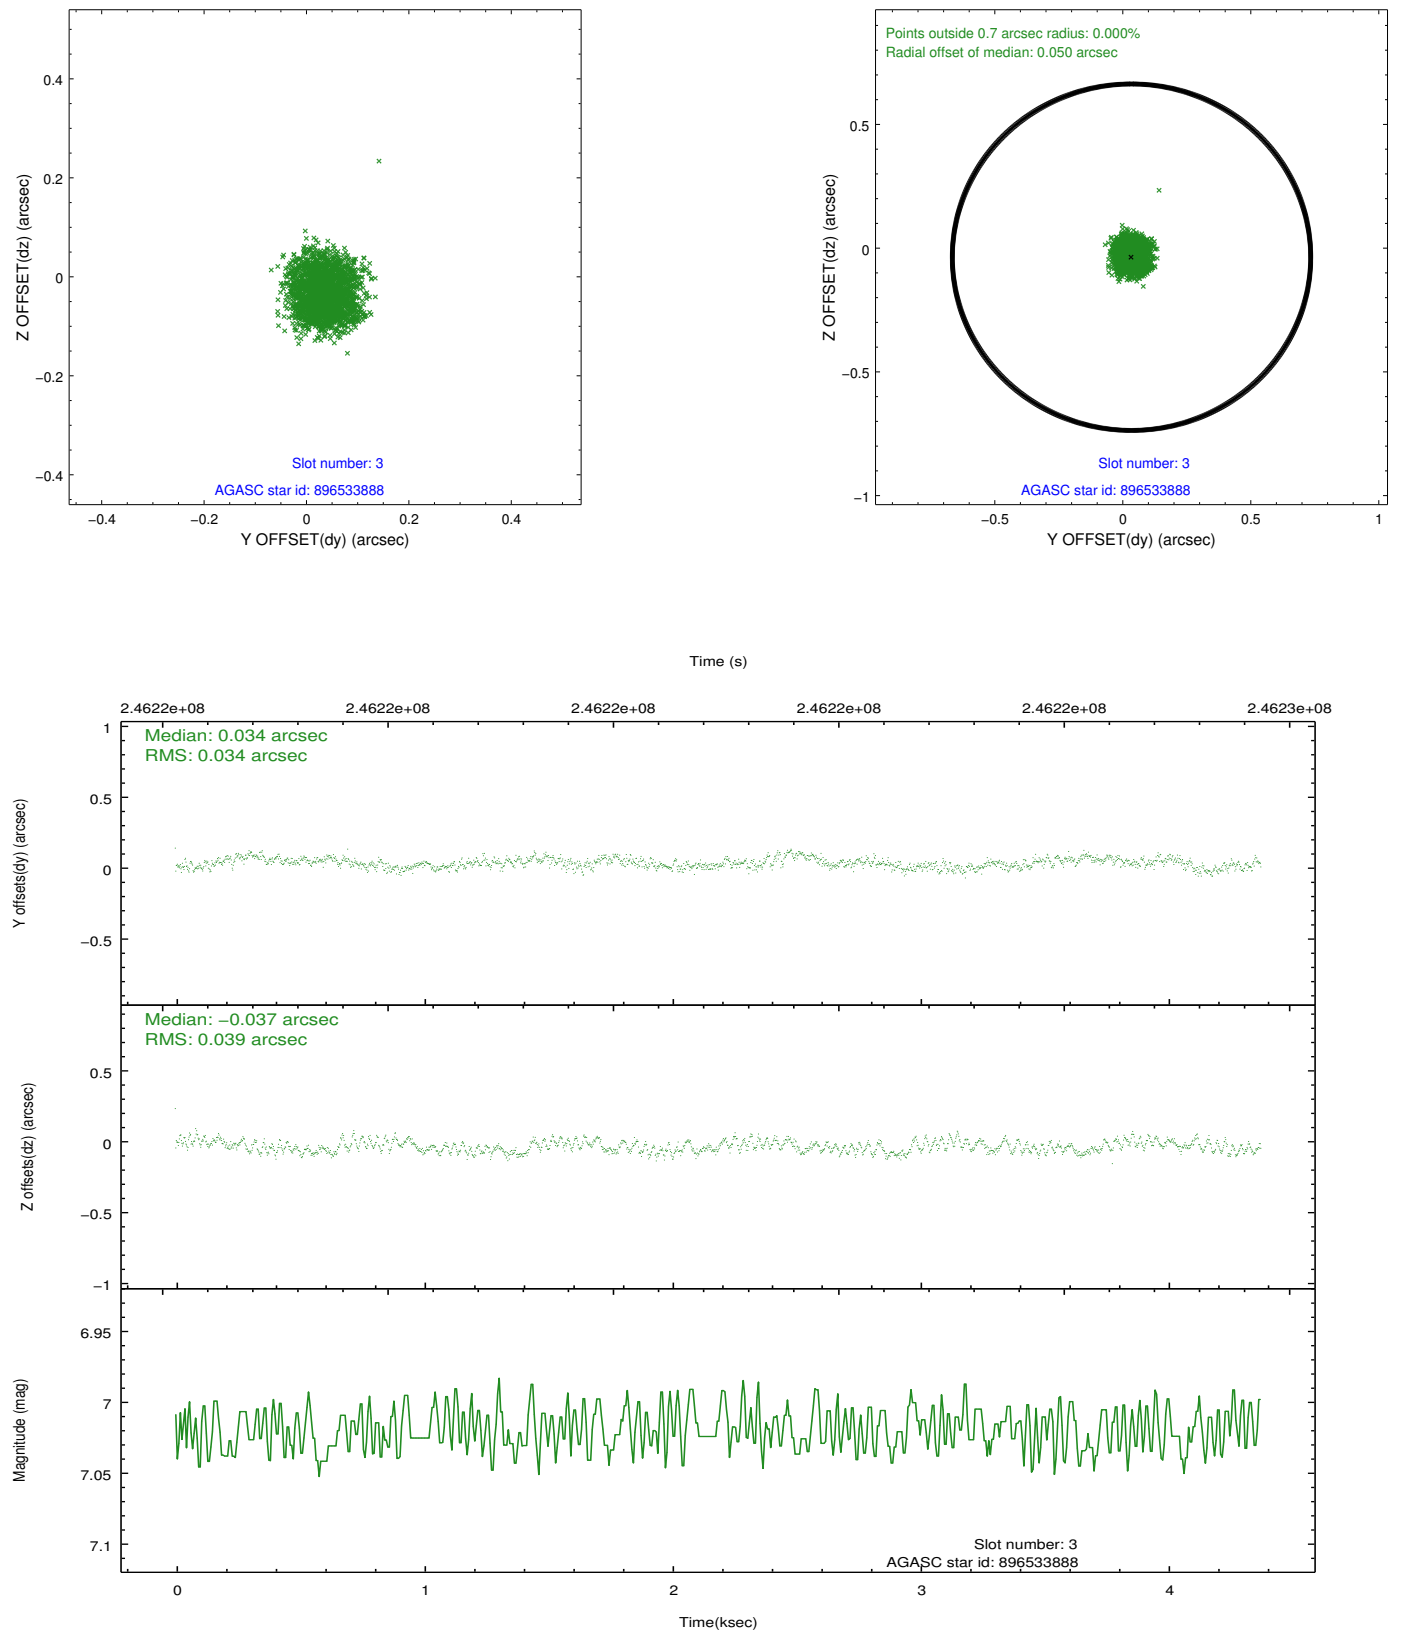 0.4
0.2
0
−0.2
−0.4
Z OFFSET(dz) (arcsec)
Slot number: 3
AGASC star id: 896533888
−0.4 −0.2 0 0.2 0.4
Y OFFSET(dy) (arcsec)
Points outside 0.7 arcsec radius: 0.000%
Radial offset of median: 0.050 arcsec
0.5
0
−0.5
−1
Z OFFSET(dz) (arcsec)
Slot number: 3
AGASC star id: 896533888
−0.5 0 0.5 1
Y OFFSET(dy) (arcsec)
Time (s)
2.4622e+08 2.4622e+08 2.4622e+08 2.4622e+08 2.4622e+08 2.4623e+08
Median: 0.034 arcsec
RMS: 0.034 arcsec
1
0.5
0
−0.5
Y offsets(dy) (arcsec)
Median: −0.037 arcsec
RMS: 0.039 arcsec
0.5
0
−0.5
−1
Z offsets(dz) (arcsec)
6.95
7
7.05
7.1
Magnitude (mag)
Slot number: 3
AGASC star id: 896533888
0 1 2 3 4
Time(ksec)